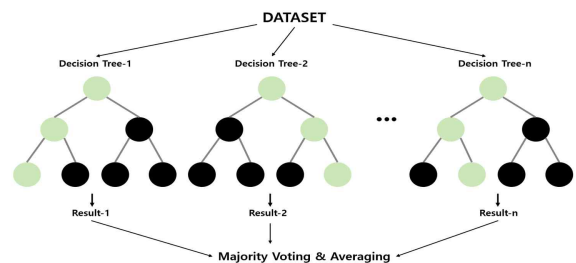 DATASET
Decision Tree-1
Decision Tree-2
Decision Tree-n
•••
Result-1
Result-2
Result-n
Majority Voting & Averaging